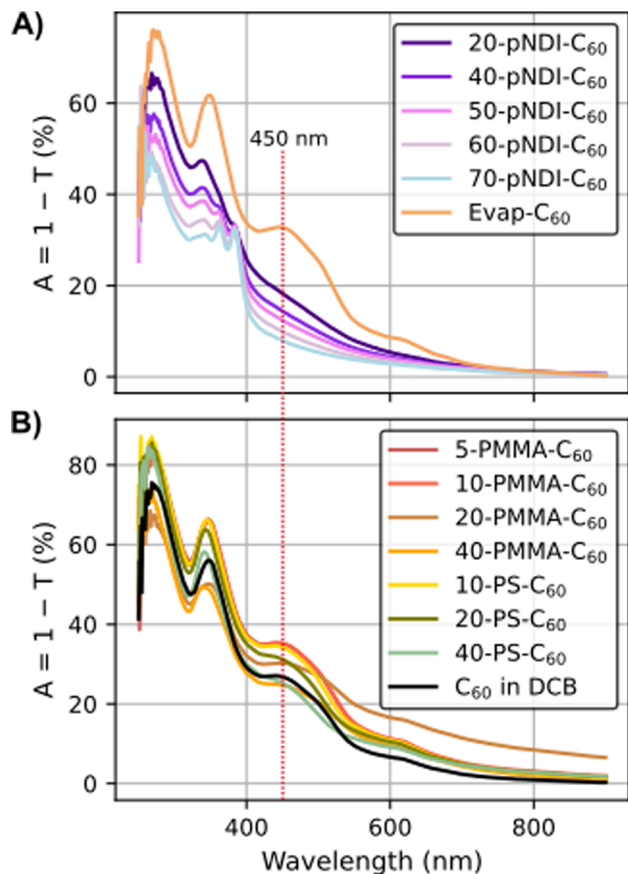 A)
60
40
20
0
A = 1 − T (%)
450 nm
20-pNDI-C₆₀
40-pNDI-C₆₀
50-pNDI-C₆₀
60-pNDI-C₆₀
70-pNDI-C₆₀
Evap-C₆₀
B)
80
60
40
20
0
A = 1 − T (%)
5-PMMA-C₆₀
10-PMMA-C₆₀
20-PMMA-C₆₀
40-PMMA-C₆₀
10-PS-C₆₀
20-PS-C₆₀
40-PS-C₆₀
C₆₀ in DCB
400 600 800
Wavelength (nm)